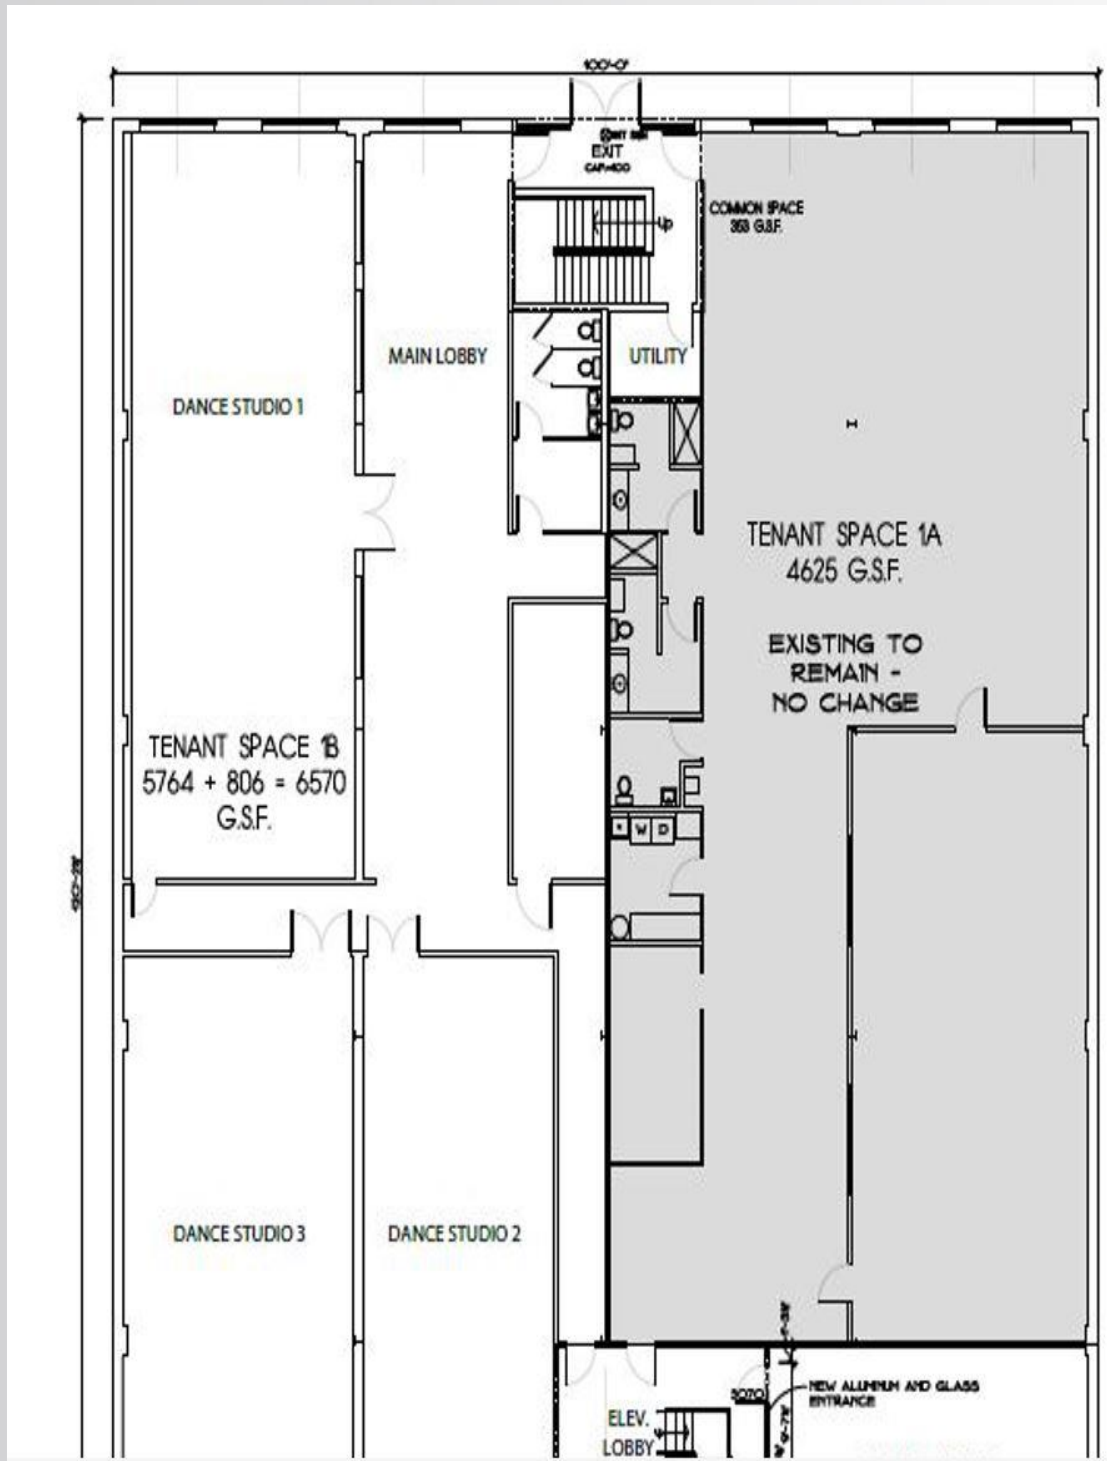 100'-0"
EXIT
CAP=400
Up
COMMON SPACE
353 G.S.F.
MAIN LOBBY
UTILITY
DANCE STUDIO 1
TENANT SPACE 1A
4625 G.S.F.
EXISTING TO
REMAIN -
NO CHANGE
TENANT SPACE 1B
5764 + 806 = 6570
G.S.F.
W D
DANCE STUDIO 3
DANCE STUDIO 2
NEW ALUMINUM AND GLASS
ENTRANCE
3070
ELEV.
LOBBY